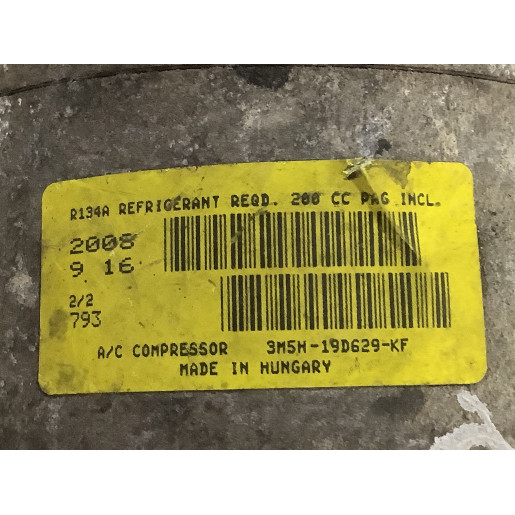 R134A REFRIGERANT REQD. 200 CC PAG INCL.
2008
9 16
2/2
793
A/C COMPRESSOR 3M5H-19D629-KF
MADE IN HUNGARY